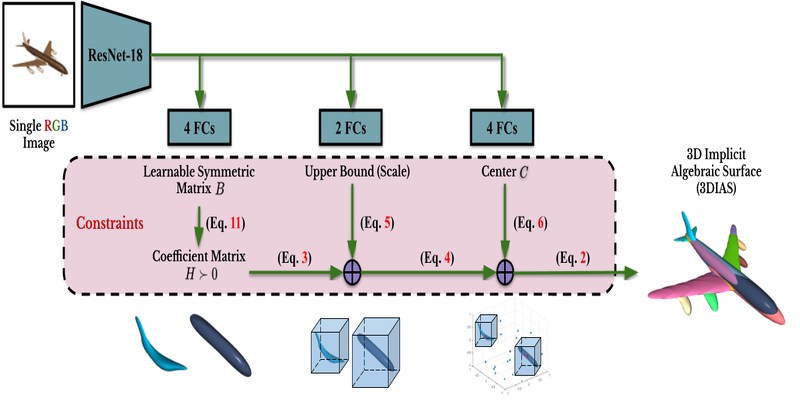 ResNet-18
Single RGB
Image
4 FCs
2 FCs
4 FCs
Learnable Symmetric
Matrix B
Upper Bound (Scale)
Center C
Constraints
(Eq. 11)
(Eq. 5)
(Eq. 6)
Coefficient Matrix
H ≻ 0
(Eq. 3)
(Eq. 4)
(Eq. 2)
3D Implicit
Algebraic Surface
(3DIAS)